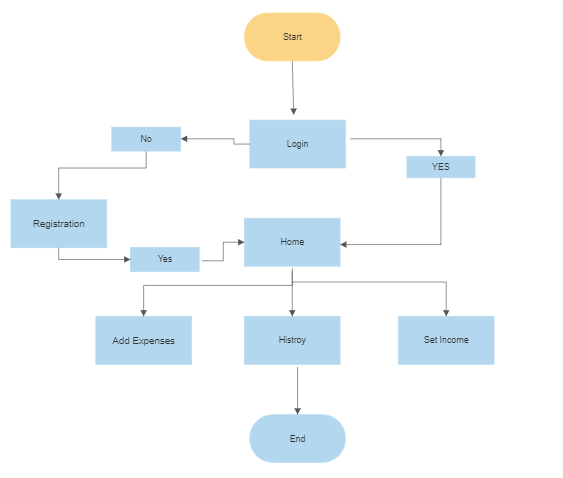 Start
No
Login
YES
Registration
Yes
Home
Add Expenses
Histroy
Set Income
End